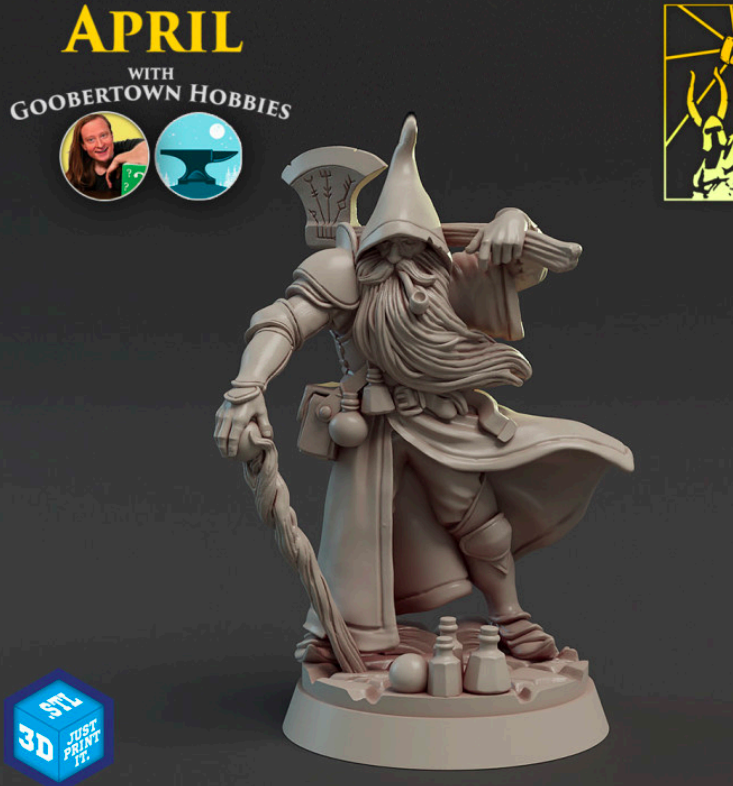 APRIL
WITH
GOOBERTOWN HOBBIES
? ?
?
.STL
3D
JUST
PRINT
IT.